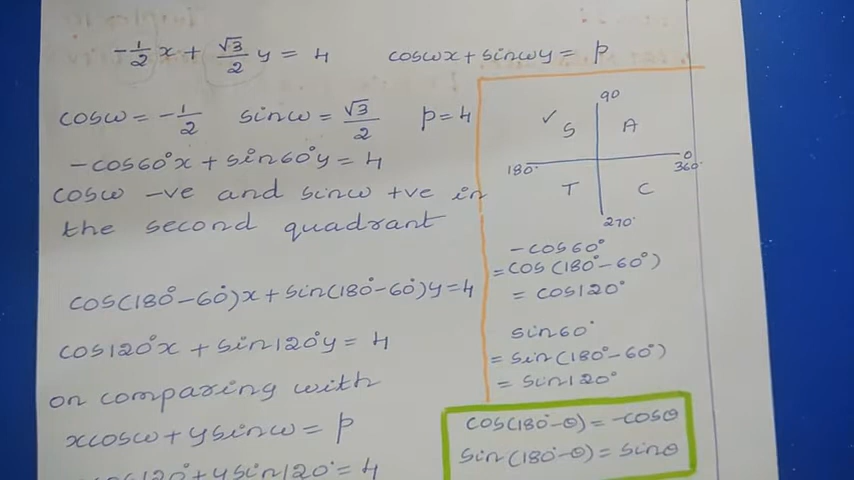 -1/2 x + √3/2 y = 4    cosωx + sinωy = p
cosω = -1/2   sinω = √3/2   p = 4
-cos60°x + sin60°y = 4
cosω -ve and sinω +ve in
the second quadrant
cos(180°-60°)x + sin(180°-60°)y = 4
cos120°x + sin120°y = 4
on comparing with
xcosω + ysinω = p
cos120° + ysin120° = 4
90
✓ S A
180° 0
360°
T C
270°
-cos60°
= cos(180°-60°)
= cos120°
sin60°
= sin(180°-60°)
= sin120°
cos(180°-θ) = -cosθ
sin(180°-θ) = sinθ